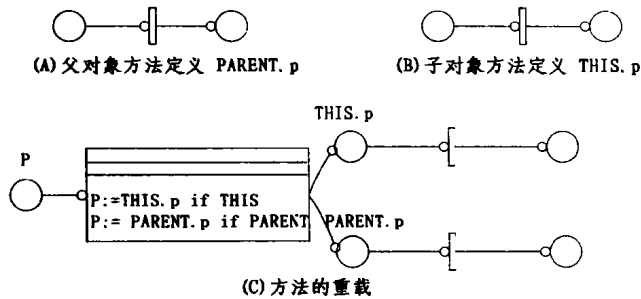 (A)父对象方法定义 PARENT.p
(B)子对象方法定义 THIS.p
THIS.p
P
P:=THIS.p if THIS
P:= PARENT.p if PARENT
PARENT.p
(C)方法的重载